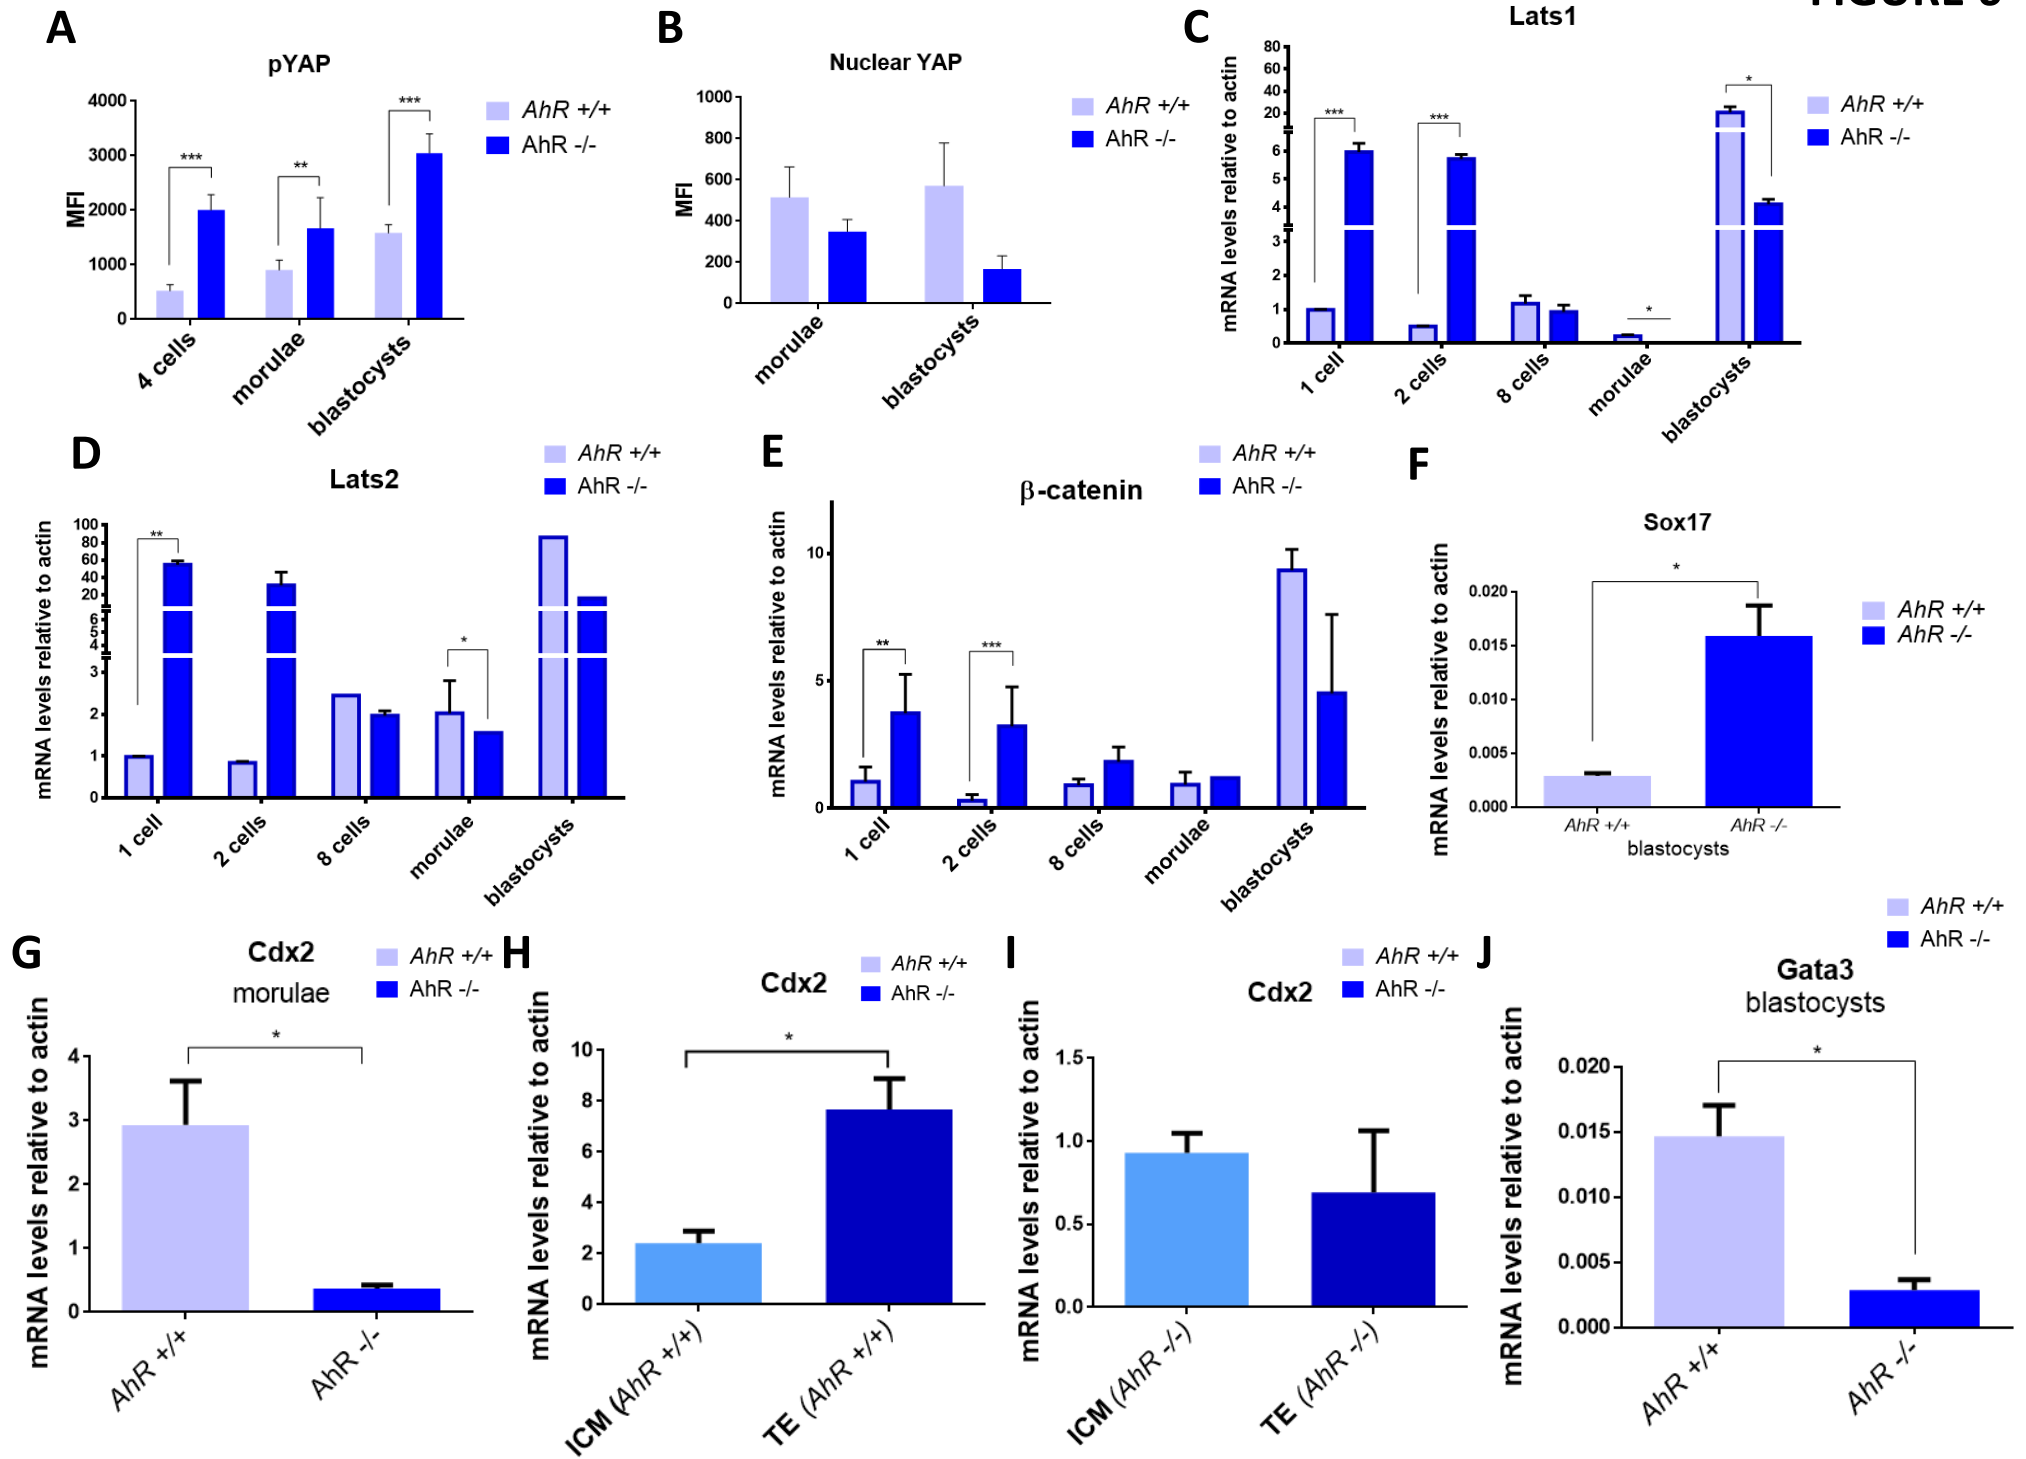 FIGURE 6
A
pYAP
MFI
4000
3000
2000
1000
0
***
**
***
4 cells
morulae
blastocysts
AhR +/+
AhR -/-
B
Nuclear YAP
MFI
1000
800
600
400
200
0
morulae
blastocysts
AhR +/+
AhR -/-
C
Lats1
mRNA levels relative to actin
80
60
40
20
6
5
4
3
2
1
0
***
***
*
*
1 cell
2 cells
8 cells
morulae
blastocysts
AhR +/+
AhR -/-
D
Lats2
AhR +/+
AhR -/-
mRNA levels relative to actin
100
80
60
40
20
6
5
4
3
2
1
0
**
*
1 cell
2 cells
8 cells
morulae
blastocysts
E
β-catenin
AhR +/+
AhR -/-
mRNA levels relative to actin
10
5
0
**
***
1 cell
2 cells
8 cells
morulae
blastocysts
F
Sox17
mRNA levels relative to actin
0.020
0.015
0.010
0.005
0.000
*
AhR +/+
AhR -/-
blastocysts
AhR +/+
AhR -/-
G
Cdx2
morulae
AhR +/+
AhR -/-
mRNA levels relative to actin
4
3
2
1
0
*
AhR +/+
AhR -/-
H
Cdx2
AhR +/+
AhR -/-
mRNA levels relative to actin
10
8
6
4
2
0
*
ICM (AhR +/+)
TE (AhR +/+)
I
Cdx2
AhR +/+
AhR -/-
mRNA levels relative to actin
1.5
1.0
0.5
0.0
ICM (AhR -/-)
TE (AhR -/-)
J
AhR +/+
AhR -/-
Gata3
blastocysts
mRNA levels relative to actin
0.020
0.015
0.010
0.005
0.000
*
AhR +/+
AhR -/-